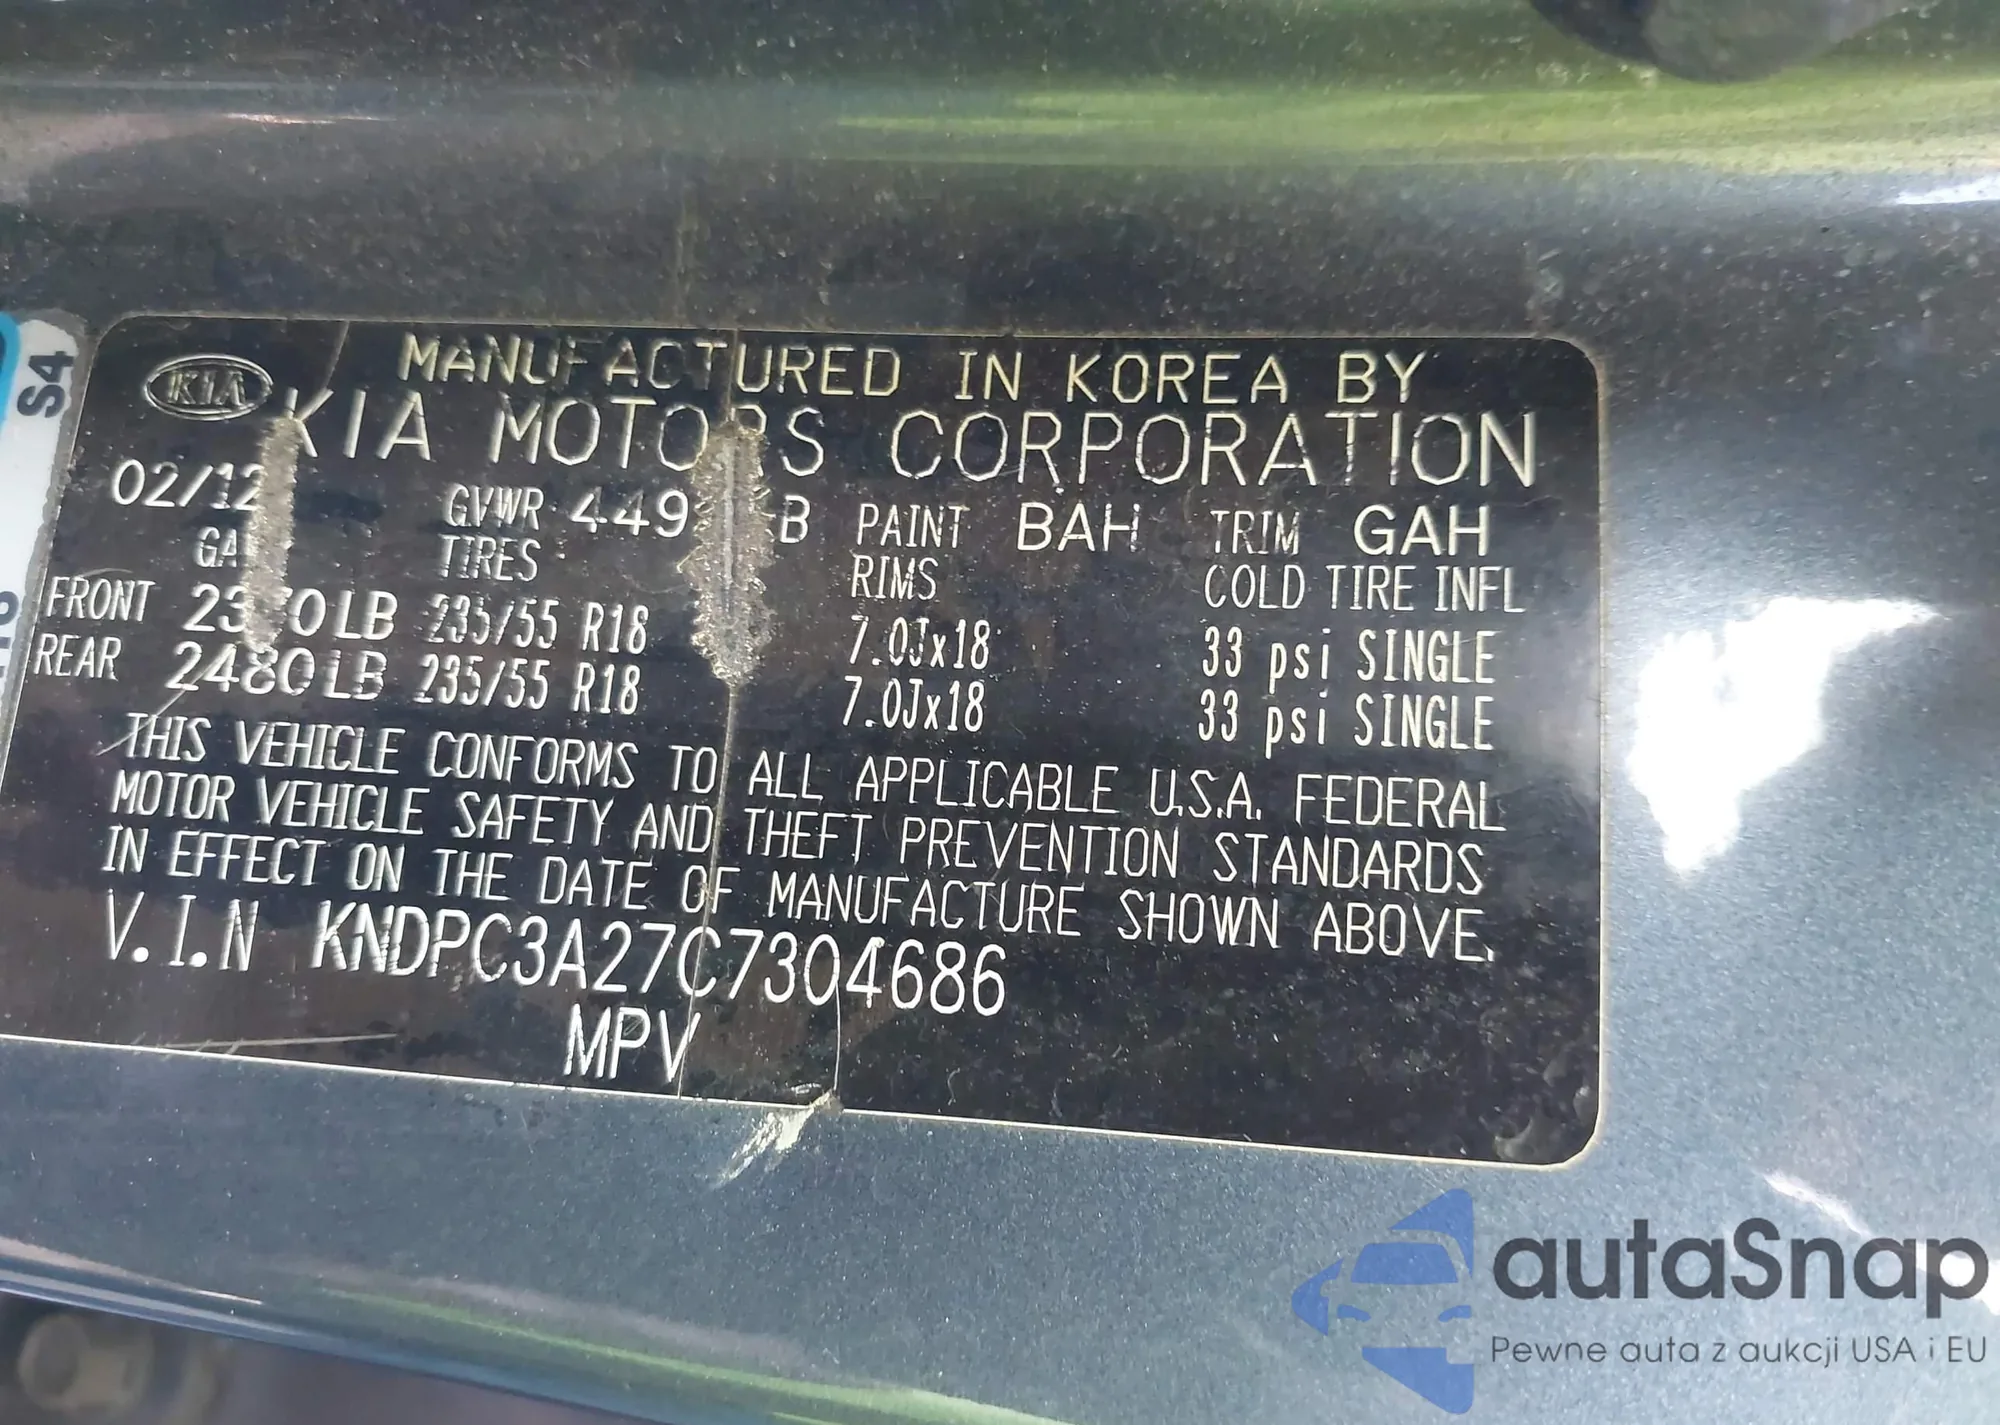 S4
KIA
MANUFACTURED IN KOREA BY
KIA MOTORS CORPORATION
02/12 GVWR PAINT BAH TRIM GAH
TIRES RIMS COLD TIRE INFL
FRONT LB 235/55 R18 7.0Jx18 33 psi SINGLE
REAR 2480LB 235/55 R18 7.0Jx18 33 psi SINGLE
THIS VEHICLE CONFORMS TO ALL APPLICABLE U.S.A. FEDERAL
MOTOR VEHICLE SAFETY AND THEFT PREVENTION STANDARDS
IN EFFECT ON THE DATE OF MANUFACTURE SHOWN ABOVE.
V.I.N KNDPC3A27C7304686
MPV
autaSnap
Pewne auta z aukcji USA i EU